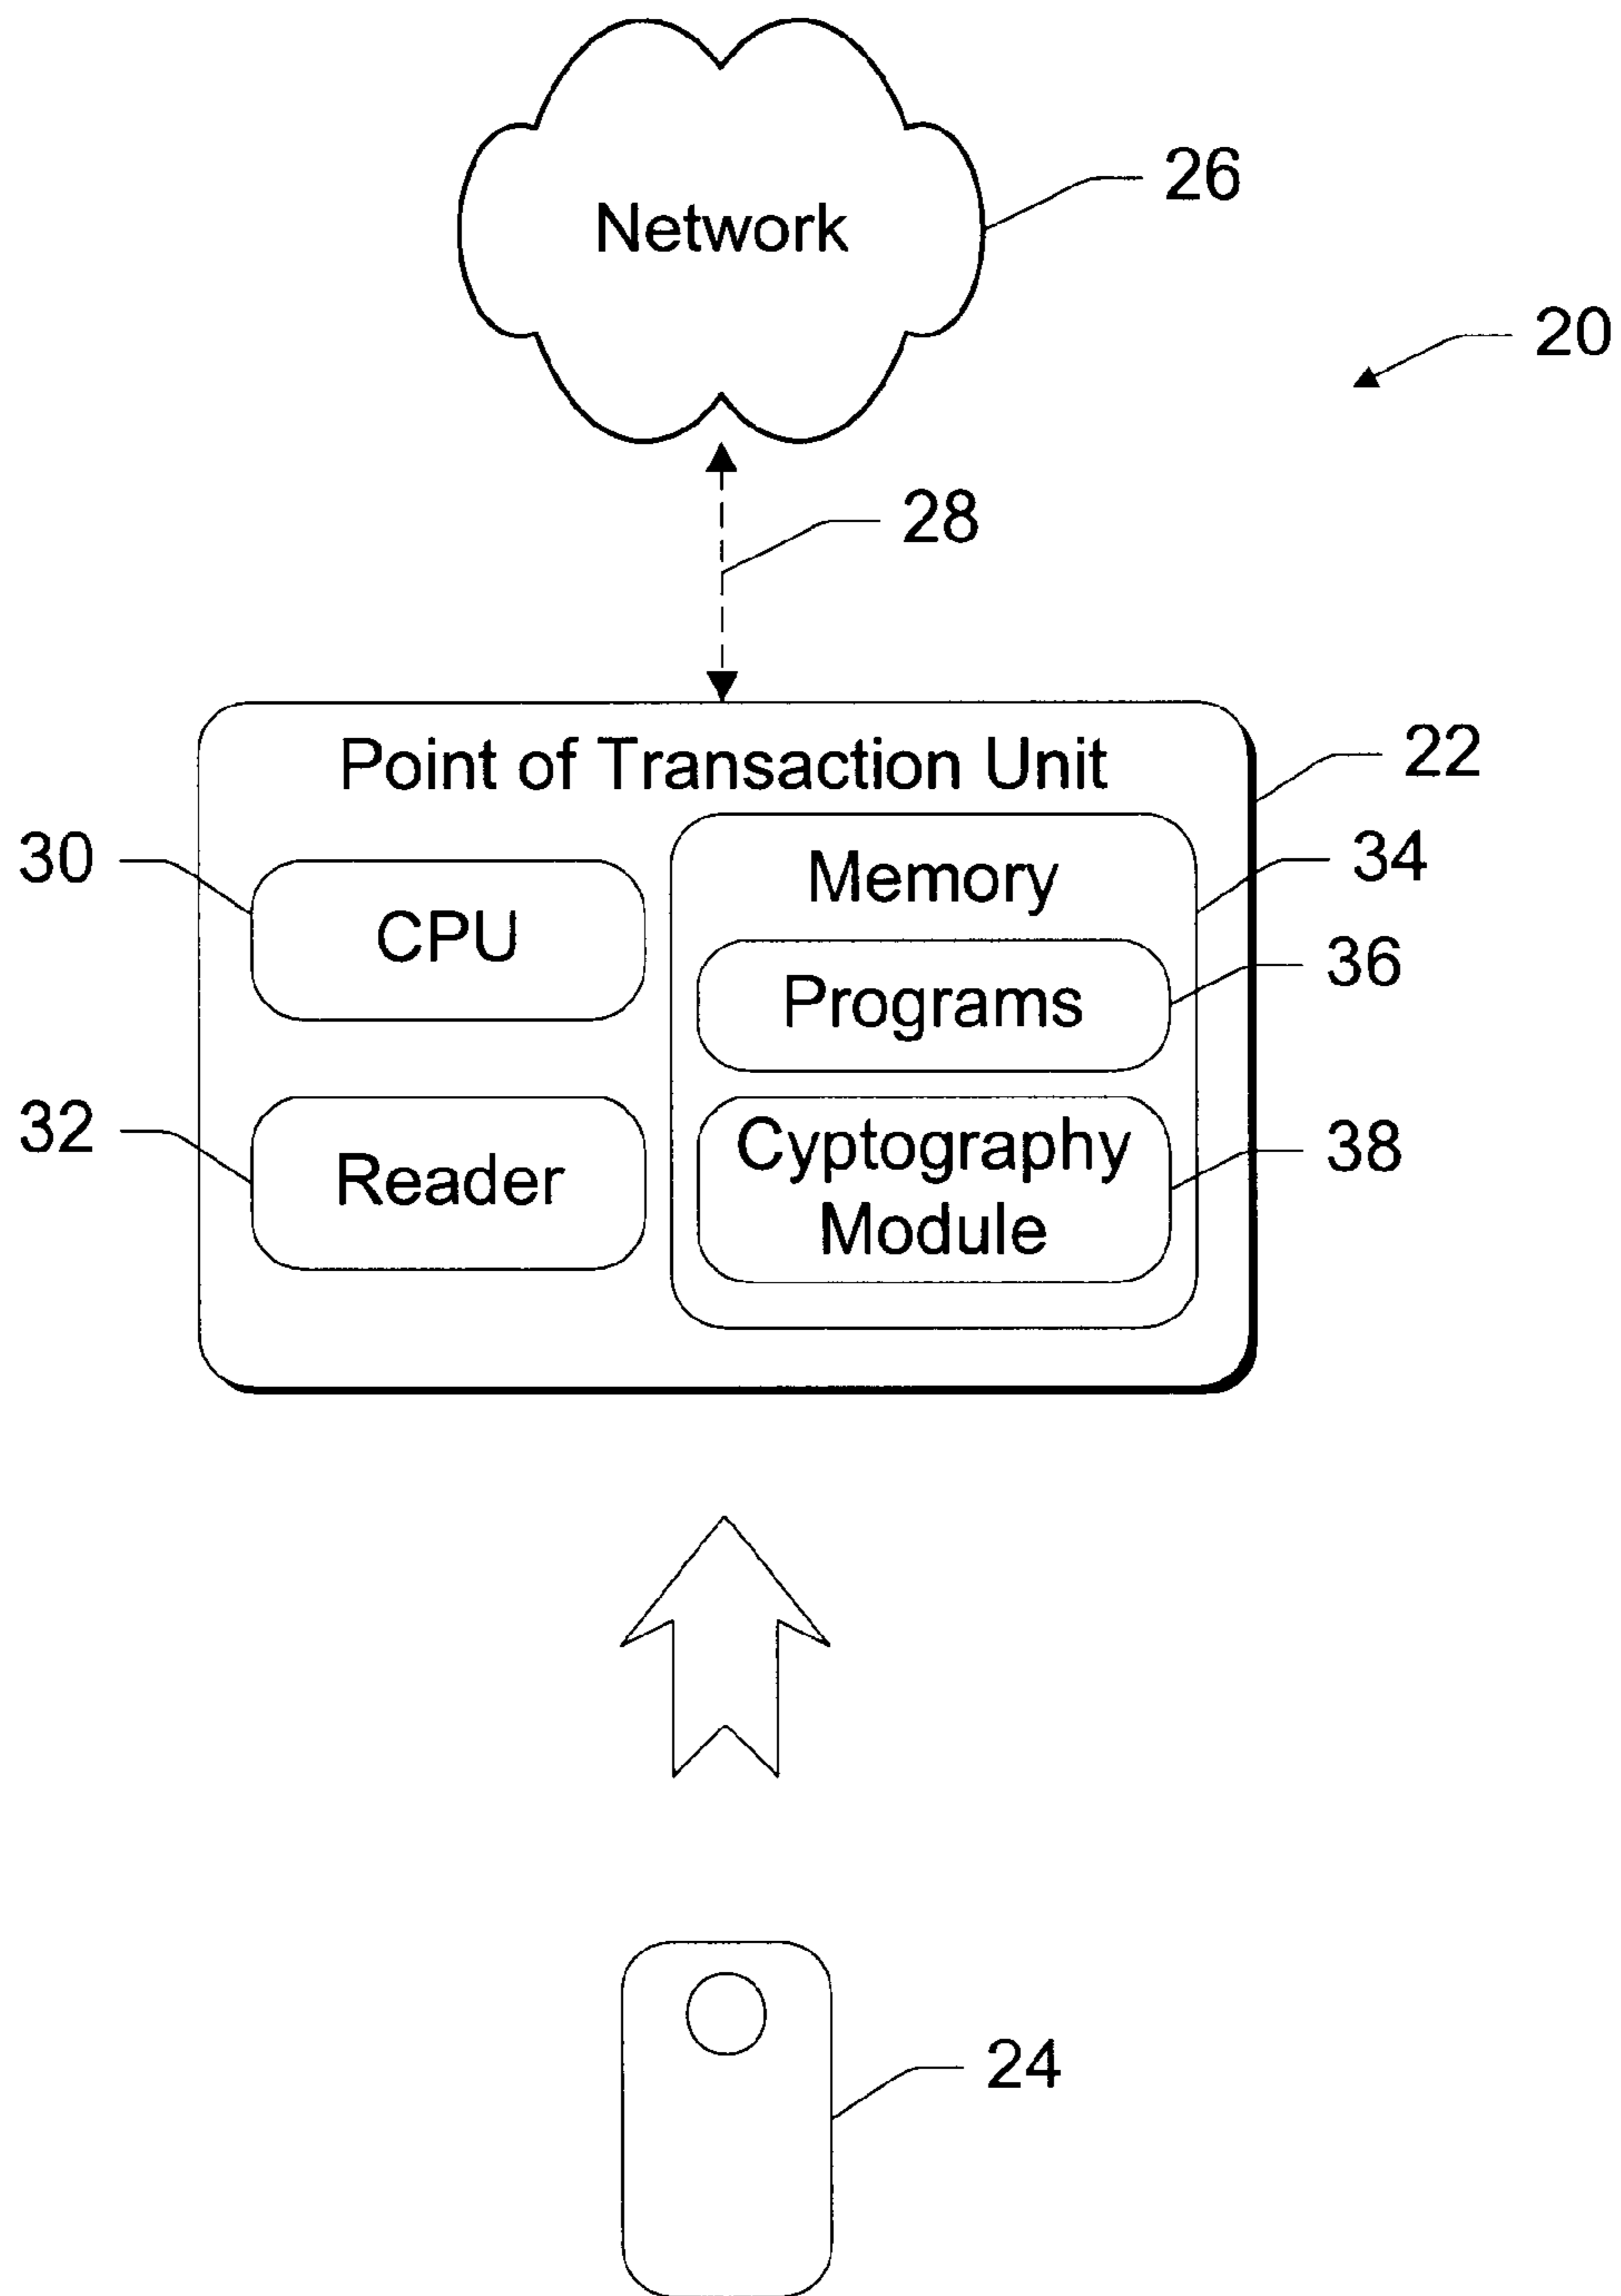 Network
26
20
28
Point of Transaction Unit
22
30
CPU
Memory
34
Programs
36
32
Reader
Cyptography
Module
38
24